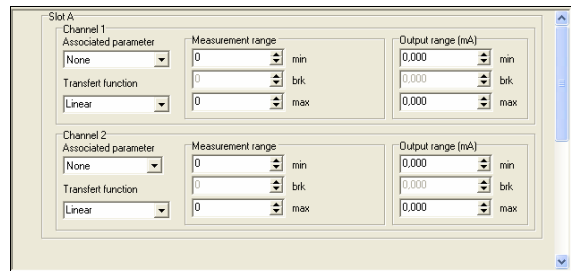 Slot A
Channel 1
Associated parameter Measurement range Output range (mA)
None 0 min 0,000 min
Transfert function 0 brk 0,000 brk
Linear 0 max 0,000 max
Channel 2
Associated parameter Measurement range Output range (mA)
None 0 min 0,000 min
Transfert function 0 brk 0,000 brk
Linear 0 max 0,000 max